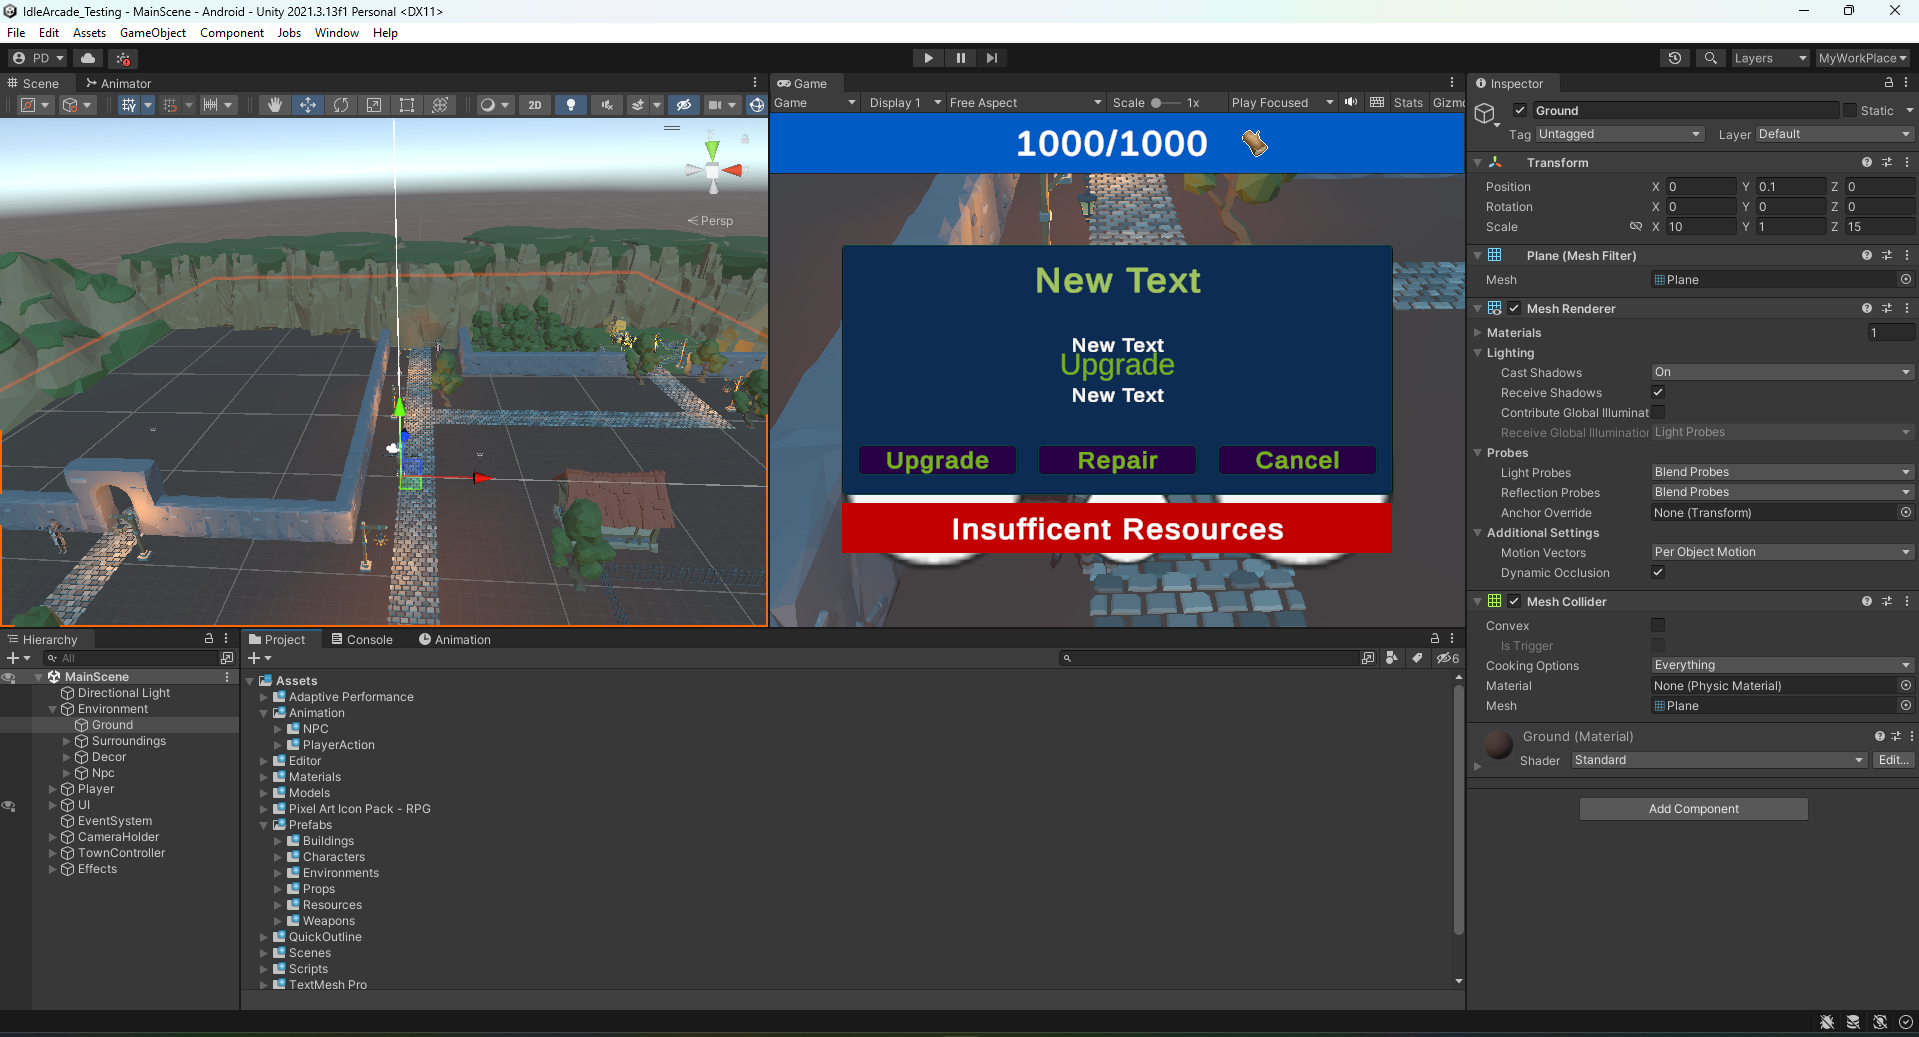 IdleArcade_Testing - MainScene - Android - Unity 2021.3.13f1 Personal <DX11>
File Edit Assets GameObject Component Jobs Window Help
PD
Layers
MyWorkPlace
Scene
Animator
2D
Persp
Game
Game
Display 1
Free Aspect
Scale
1x
Play Focused
Stats
Gizmo
1000/1000
New Text
New Text
Upgrade
New Text
Upgrade
Repair
Cancel
Insufficent Resources
Inspector
Ground
Static
Tag
Untagged
Layer
Default
Transform
Position X 0 Y 0.1 Z 0
Rotation X 0 Y 0 Z 0
Scale X 10 Y 1 Z 15
Plane (Mesh Filter)
Mesh Plane
Mesh Renderer
Materials 1
Lighting
Cast Shadows On
Receive Shadows
Contribute Global Illuminat
Receive Global Illumination Light Probes
Probes
Light Probes Blend Probes
Reflection Probes Blend Probes
Anchor Override None (Transform)
Additional Settings
Motion Vectors Per Object Motion
Dynamic Occlusion
Mesh Collider
Convex
Is Trigger
Cooking Options Everything
Material None (Physic Material)
Mesh Plane
Ground (Material)
Shader Standard Edit...
Add Component
Hierarchy
All
MainScene
Directional Light
Environment
Ground
Surroundings
Decor
Npc
Player
UI
EventSystem
CameraHolder
TownController
Effects
Project
Console
Animation
6
Assets
Adaptive Performance
Animation
NPC
PlayerAction
Editor
Materials
Models
Pixel Art Icon Pack - RPG
Prefabs
Buildings
Characters
Environments
Props
Resources
Weapons
QuickOutline
Scenes
Scripts
TextMesh Pro